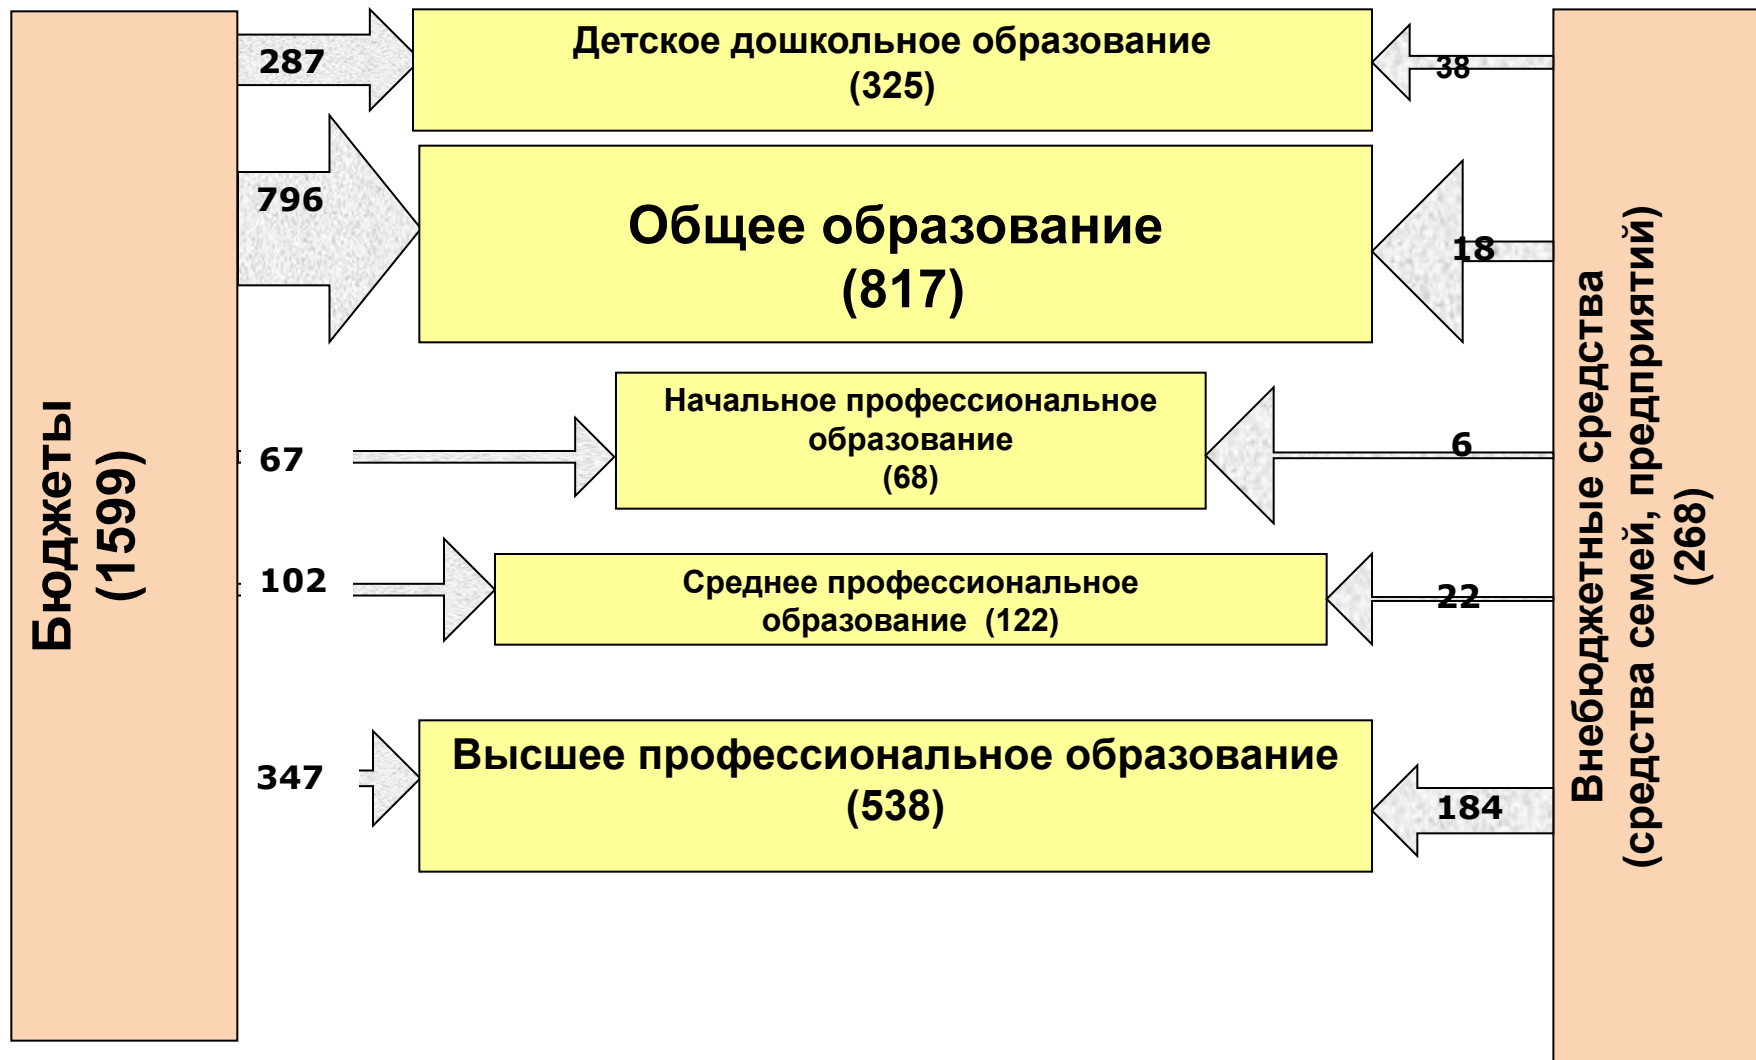 Бюджеты
(1599)
287
Детское дошкольное образование
(325)
38
796
Общее образование
(817)
18
67
Начальное профессиональное
образование
(68)
6
102
Среднее профессиональное
образование (122)
22
347
Высшее профессиональное образование
(538)
184
Внебюджетные средства
(средства семей, предприятий)
(268)